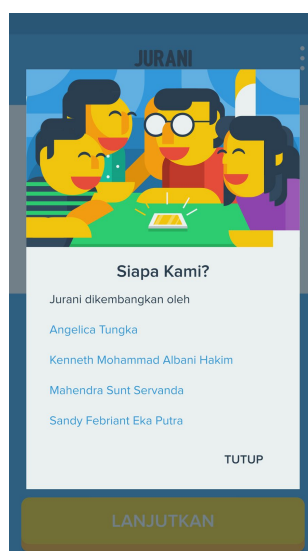 JURANI
Siapa Kami?
Jurani dikembangkan oleh
Angelica Tungka
Kenneth Mohammad Albani Hakim
Mahendra Sunt Servanda
Sandy Febriant Eka Putra
TUTUP
LANJUTKAN